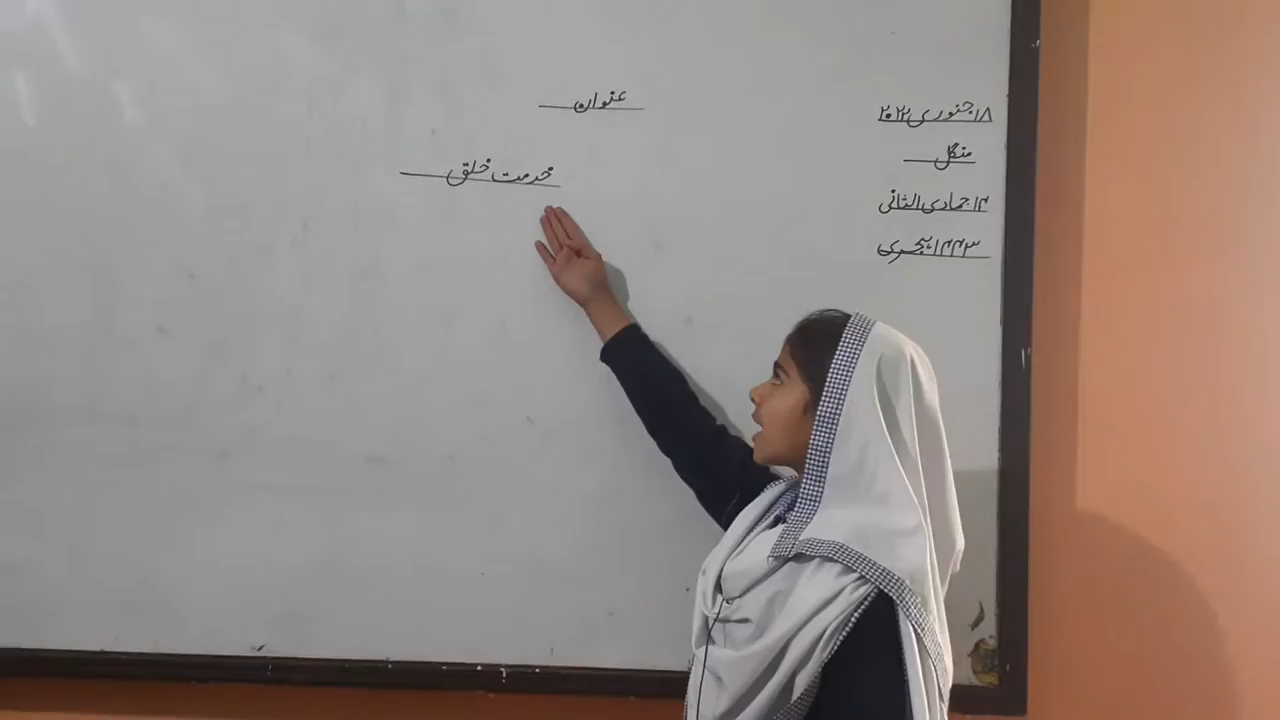 عنوان
خدمت خلق
۱۸ جنوری ۲۰۲۲
منگل
۱۴ جمادی الثانی
۱۴۴۳ ہجری